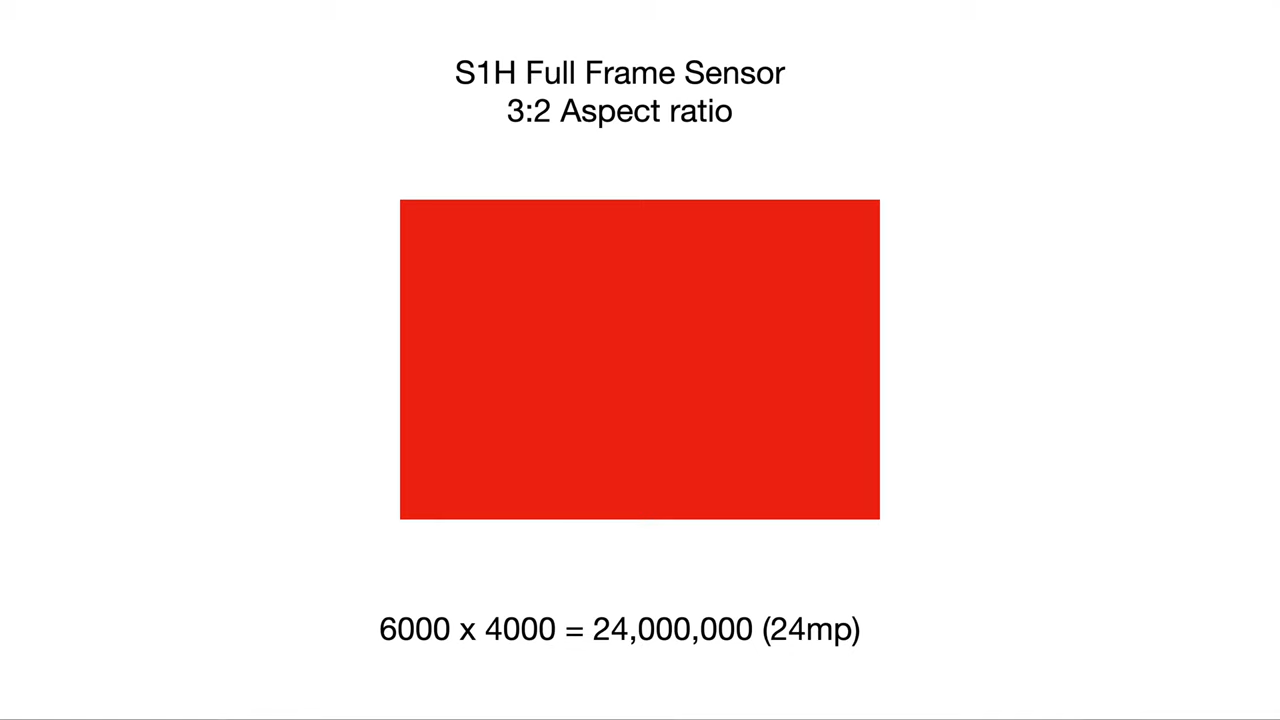 S1H Full Frame Sensor
3:2 Aspect ratio
6000 x 4000 = 24,000,000 (24mp)